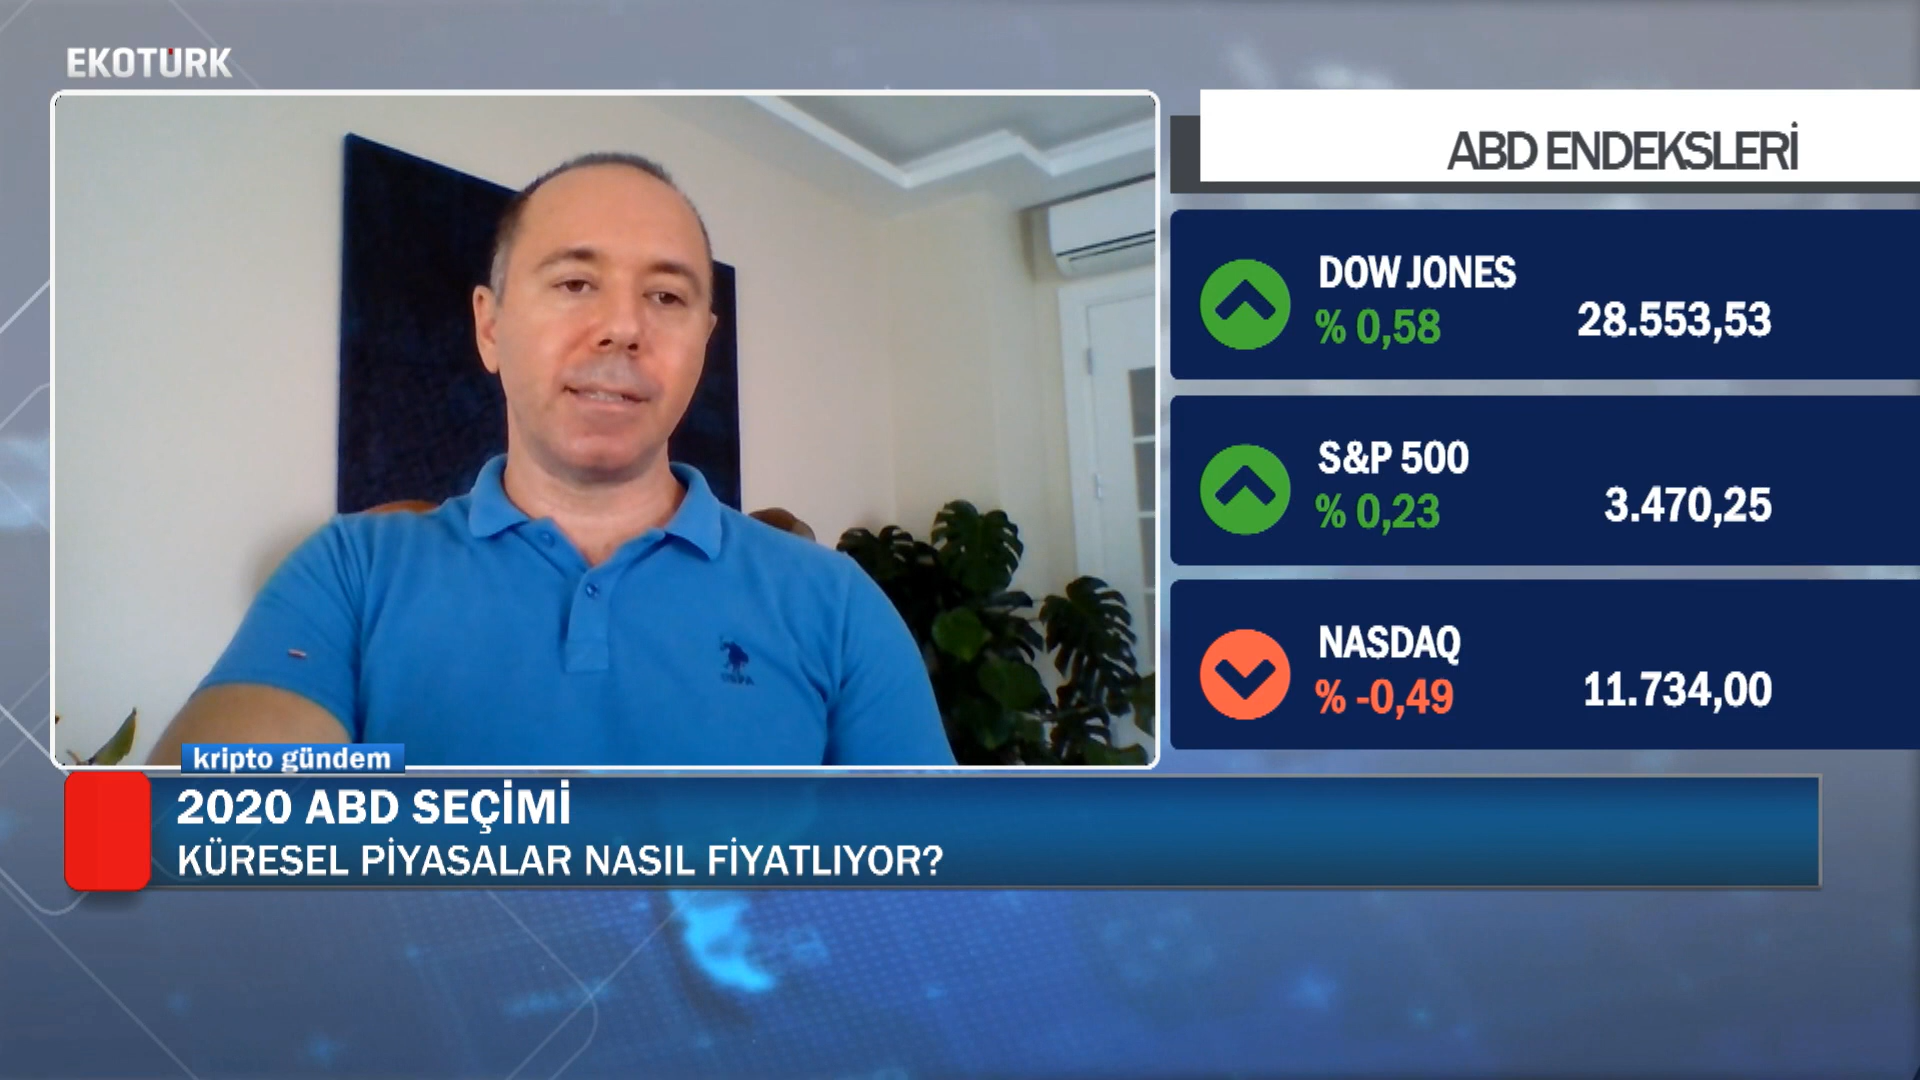 EKOTÜRK
ABD ENDEKSLERİ
DOW JONES
% 0,58
28.553,53
S&P 500
% 0,23
3.470,25
NASDAQ
% -0,49
11.734,00
USPA
kripto gündem
2020 ABD SEÇİMİ
KÜRESEL PİYASALAR NASIL FİYATLIYOR?